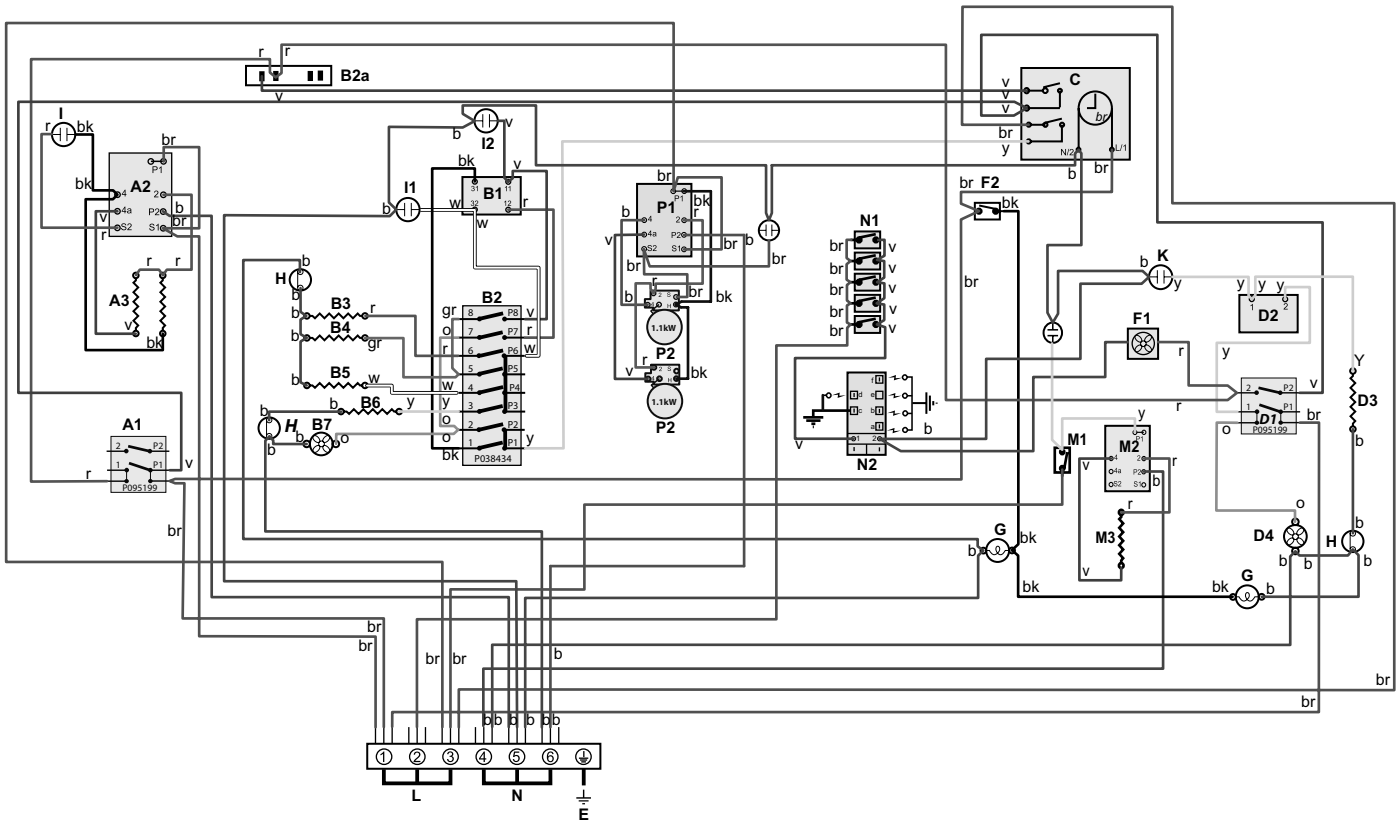 r r
B2a
v
I
r bk
br
P1
A2
bk
4 2
4a P2 b
v S2 S1 br
r
r r
A3
v
bk
b I2 v
bk v
31 11
B1
I1
b w 32 12 r
w
b
H
b
B3 r
b
B4
gr
b B5 w
B6
b y y
b
H B7
b b o
B2
gr 8 P8 v
o 7 P7 r
r 6 P6 w
5 P5
w 4 P4
3 P3
o 2 P2
o 1 P1 y
bk P038434
br
P1
P1 bk
b 4 2 r
v 4a P2 b
S2 S1 br
br br
r br
b bk
2 S
4 H
1.1kW
P2
r
v 2 S bk
4 H
1.1kW
P2
N1
br v
br v
br v
br v
br v
f
d e
c b
a
v 1 2 b
N2
C
v
v
v
br
y
br
N/2 L/1
b br
br F2
bk
br
b K
y y y y
1 2
D2
F1
r
y
r
2 P2 v
1 P1 br
D1
o P095199
Y
D3
b
M1
y
P1
M2
v 4 2 r
4a P2 b
S2 S1
r
M3
v
o
D4
b b
b
H
b
G
b bk
G
bk b
A1
2 P2
1 P1 v
r P095199
br
br
br
br br
b
br
br
b b b b b b b
1 2 3 4 5 6
L N E